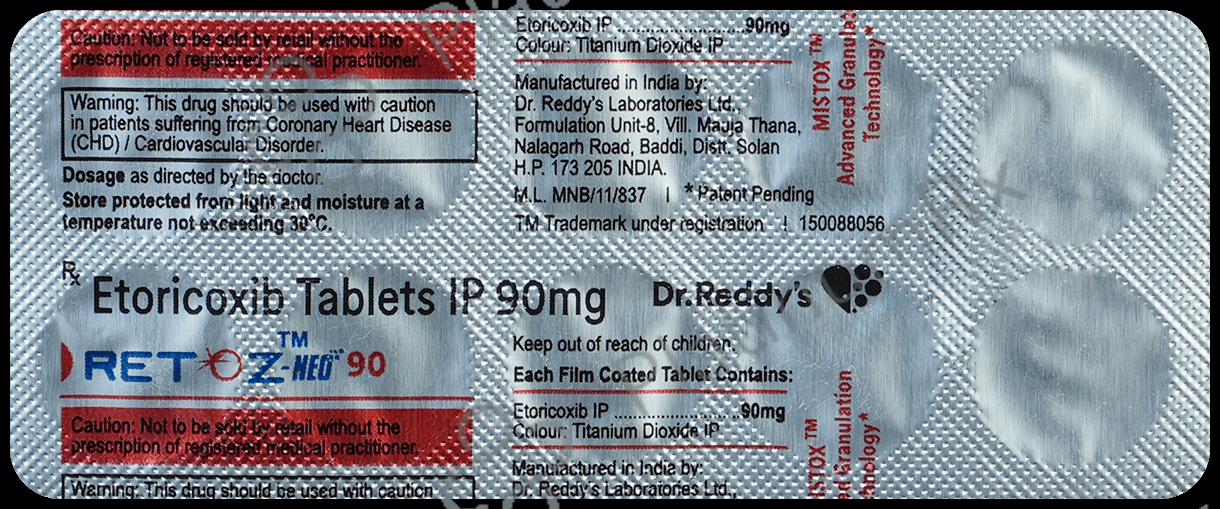 Caution: Not to be sold by retail without the
prescription of registered medical practitioner.
Warning: This drug should be used with caution
in patients suffering from Coronary Heart Disease
(CHD) / Cardiovascular Disorder.
Dosage as directed by the doctor.
Store protected from light and moisture at a
temperature not exceeding 30°C.
Etoricoxib IP ..........................90mg
Colour: Titanium Dioxide IP
Manufactured in India by:
Dr. Reddy's Laboratories Ltd.,
Formulation Unit-8, Vill. Mauja Thana,
Nalagarh Road, Baddi, Distt. Solan
H.P. 173 205 INDIA.
M.L. MNB/11/837 | *Patent Pending
TM Trademark under registration | 150088056
MISTOX™
Advanced Granulat
Technology*
Rx
Etoricoxib Tablets IP 90mg
Dr.Reddy's
RETOZ™-NEO™ 90
Caution: Not to be sold by retail without the
prescription of registered medical practitioner.
Warning: This drug should be used with caution
Keep out of reach of children.
Each Film Coated Tablet Contains:
Etoricoxib IP ..........................90mg
Colour: Titanium Dioxide IP
Manufactured in India by:
Dr. Reddy's Laboratories Ltd.,
ISTOX™
ed Granulation
hnology*